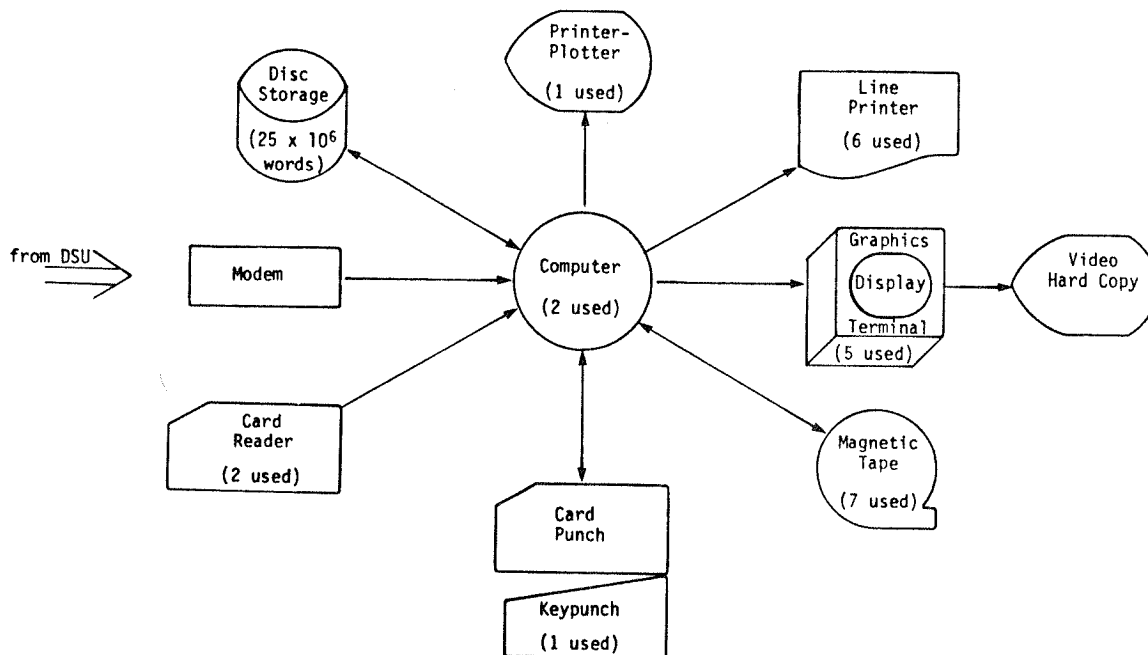 Printer-
Plotter
(1 used)
Disc
Storage
(25 x 10⁶
words)
Line
Printer
(6 used)
from DSU
Modem
Computer
(2 used)
Graphics
Display
Terminal
(5 used)
Video
Hard Copy
Card
Reader
(2 used)
Magnetic
Tape
(7 used)
Card
Punch
Keypunch
(1 used)